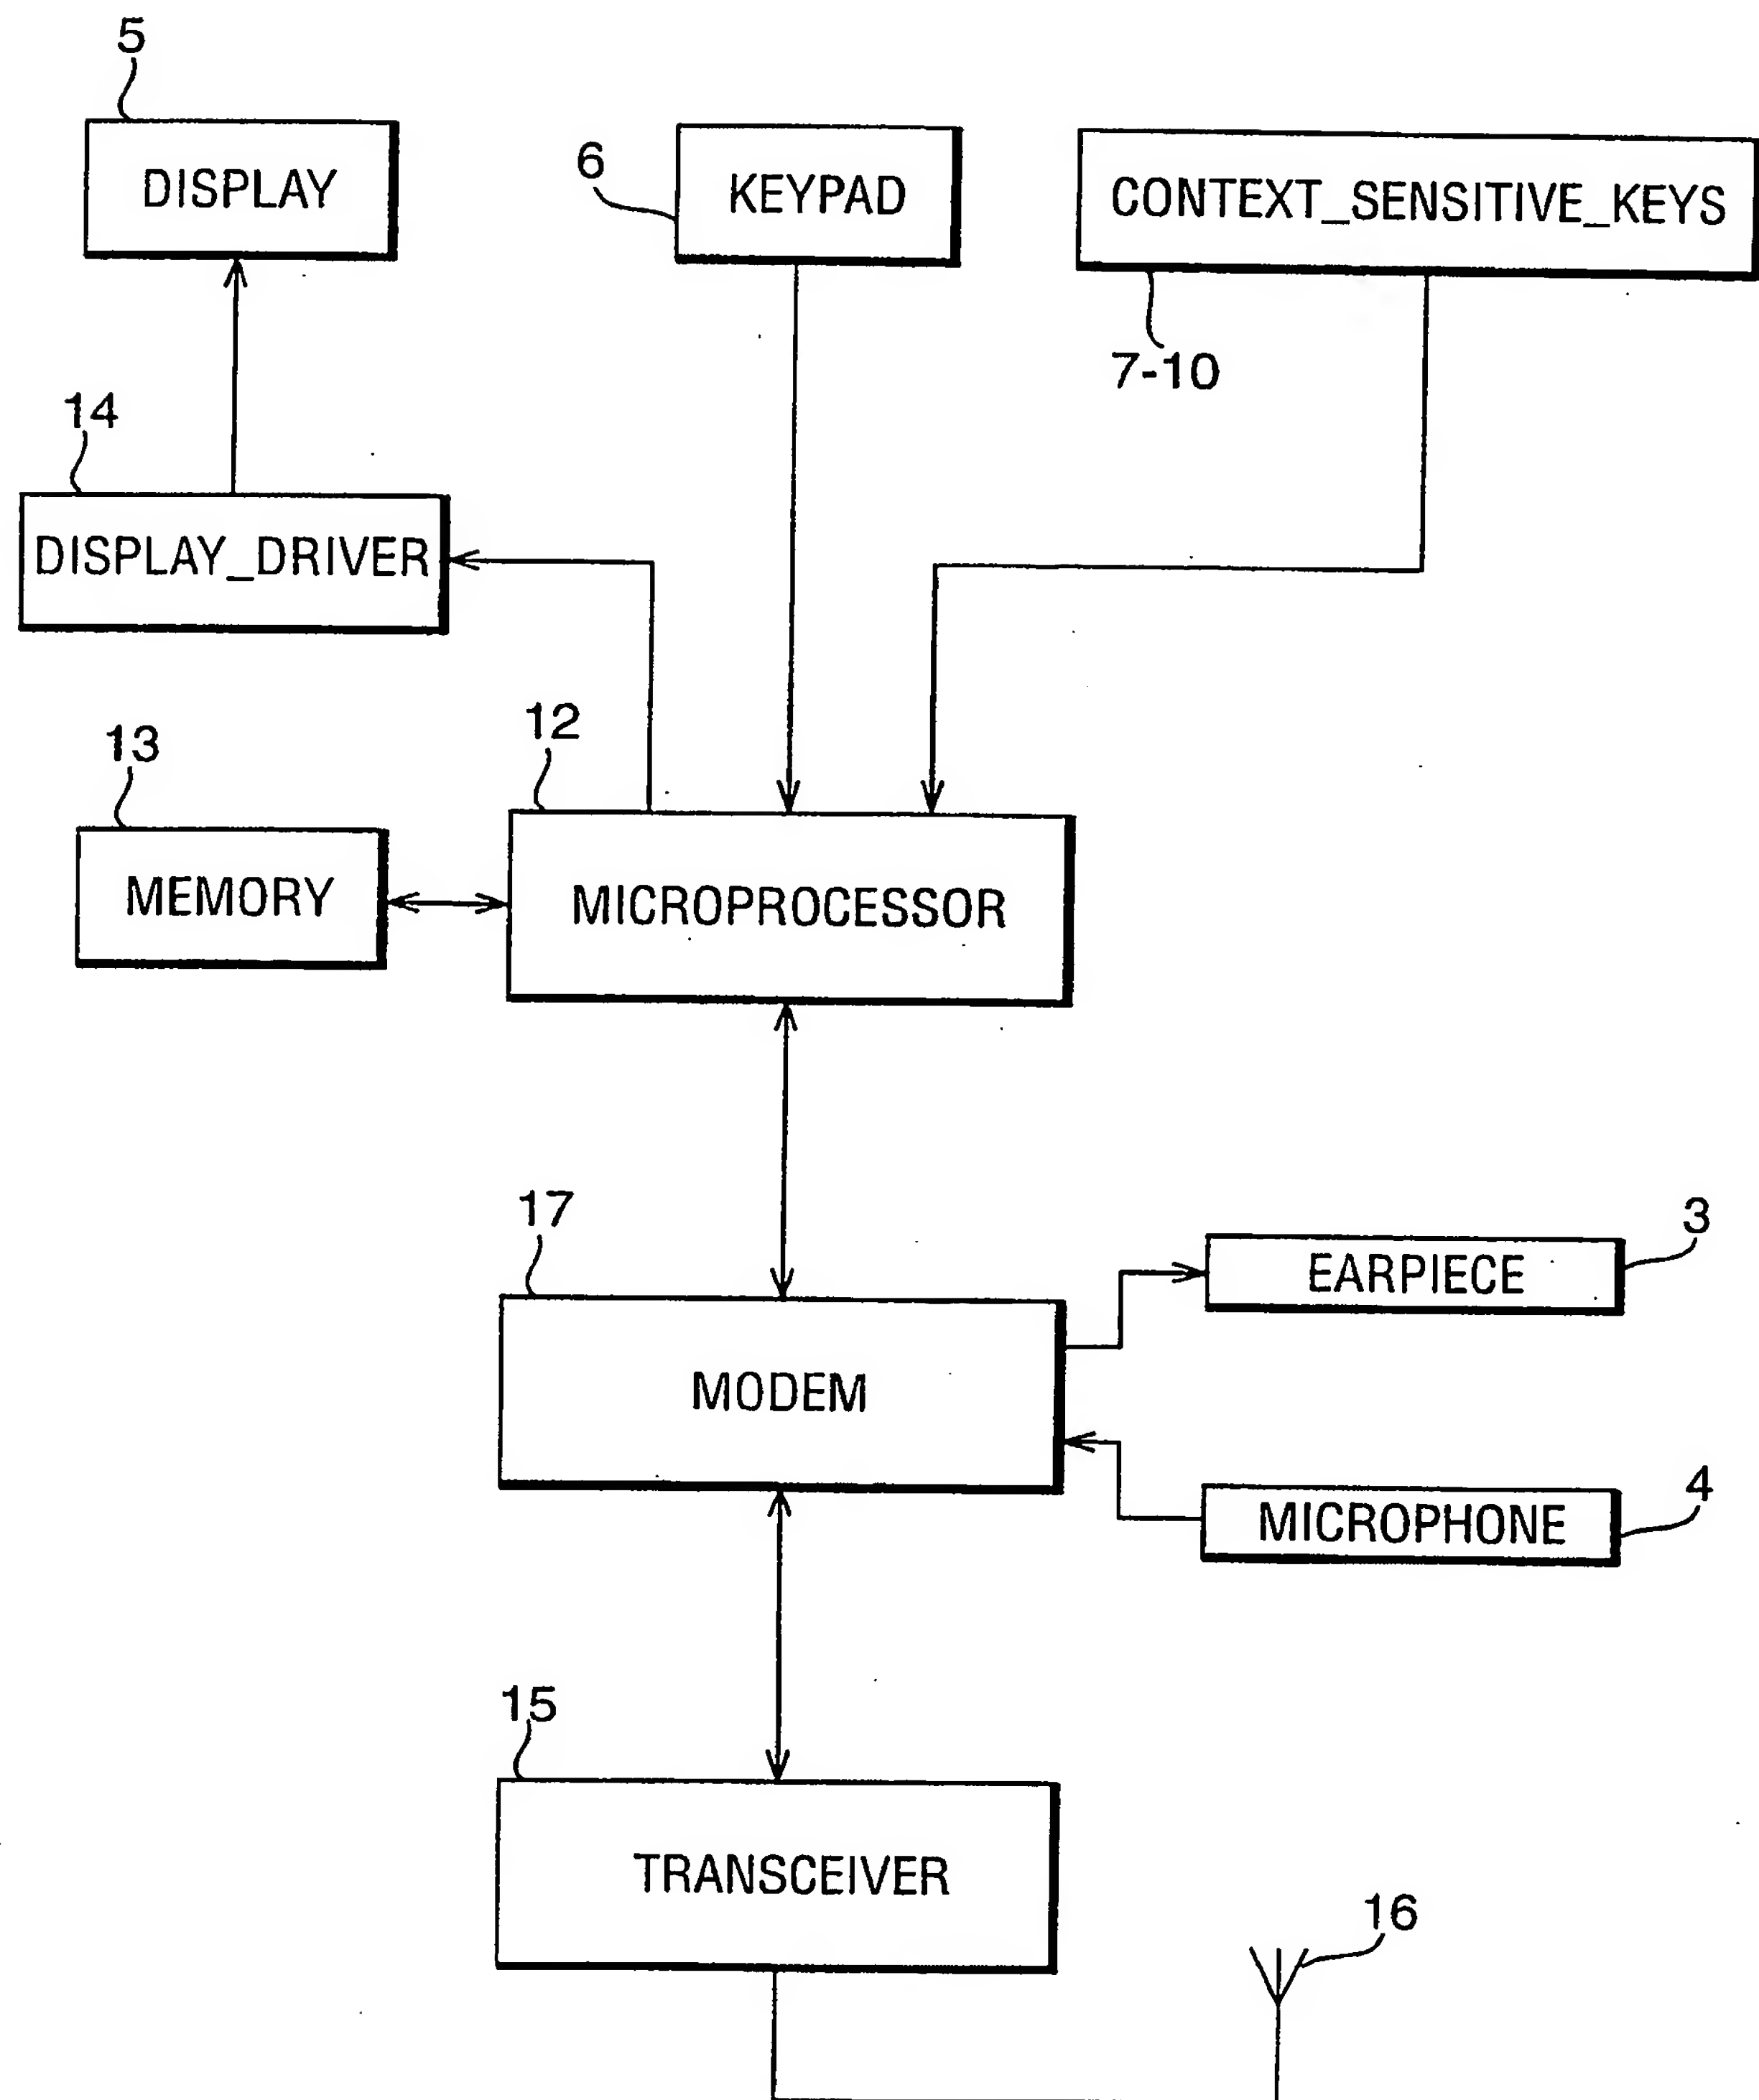 5
DISPLAY
6
KEYPAD
CONTEXT_SENSITIVE_KEYS
7-10
14
DISPLAY_DRIVER
12
13
MEMORY
MICROPROCESSOR
17
MODEM
3
EARPIECE
4
MICROPHONE
15
TRANSCEIVER
16